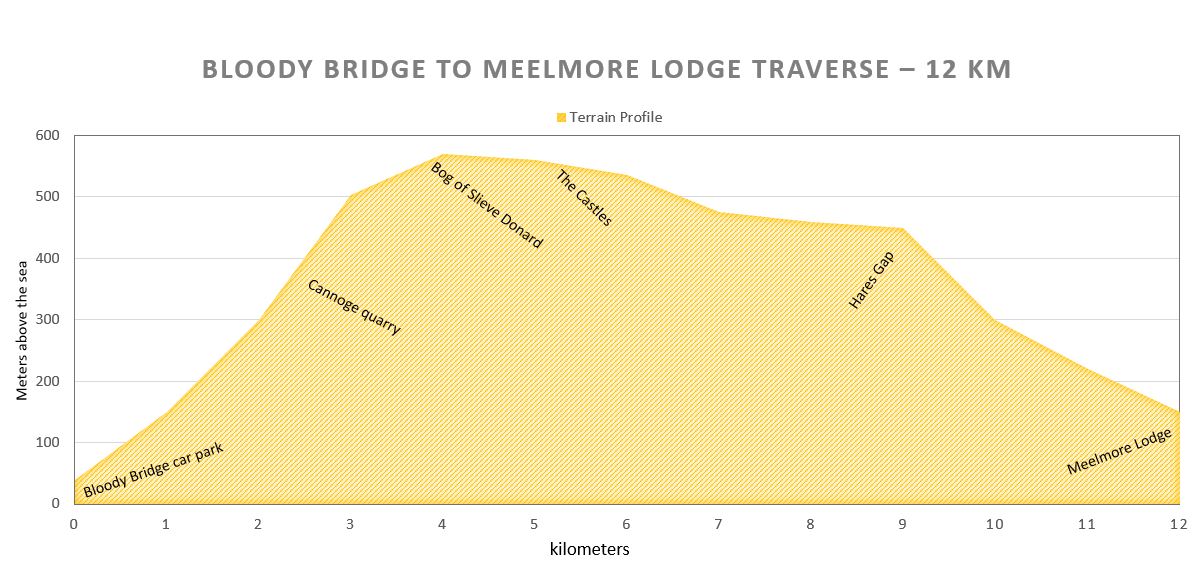 BLOODY BRIDGE TO MEELMORE LODGE TRAVERSE – 12 KM
Terrain Profile
600
500
400
300
200
100
0
Meters above the sea
Bloody Bridge car park
Cannoge quarry
Bog of Slieve Donard
The Castles
Hares Gap
Meelmore Lodge
0 1 2 3 4 5 6 7 8 9 10 11 12
kilometers